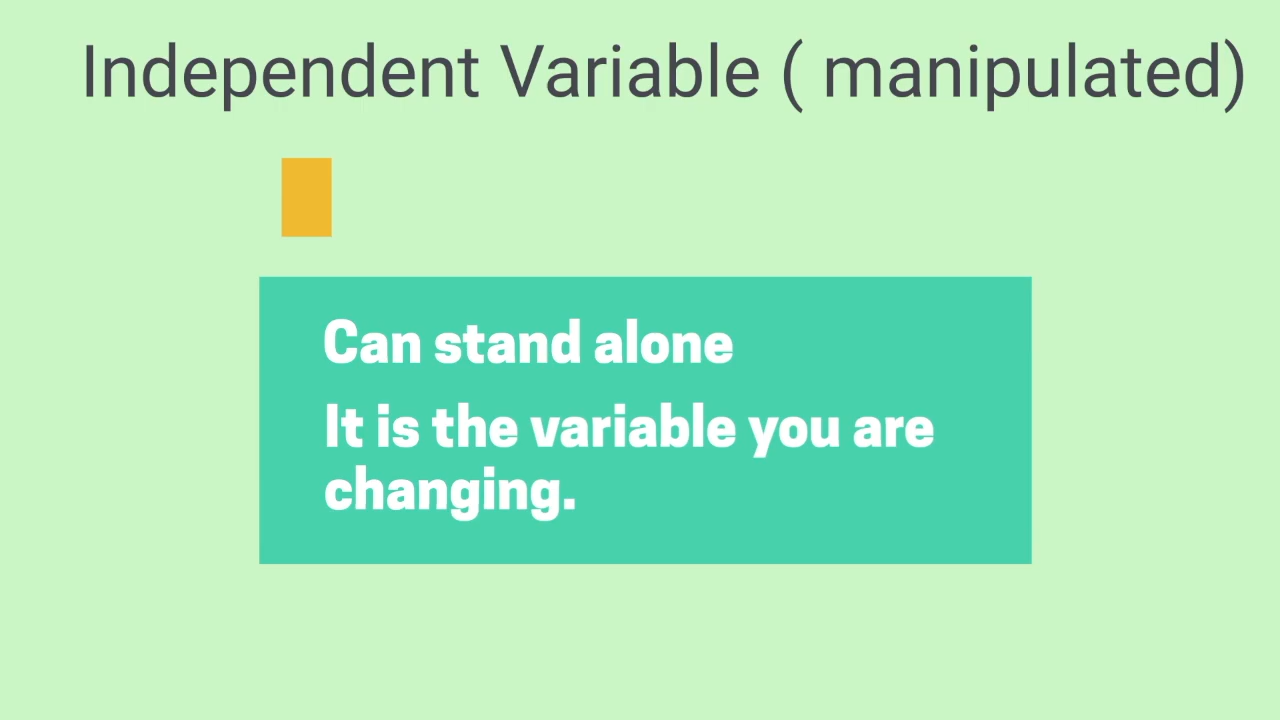 Independent Variable ( manipulated)
Can stand alone
It is the variable you are
changing.